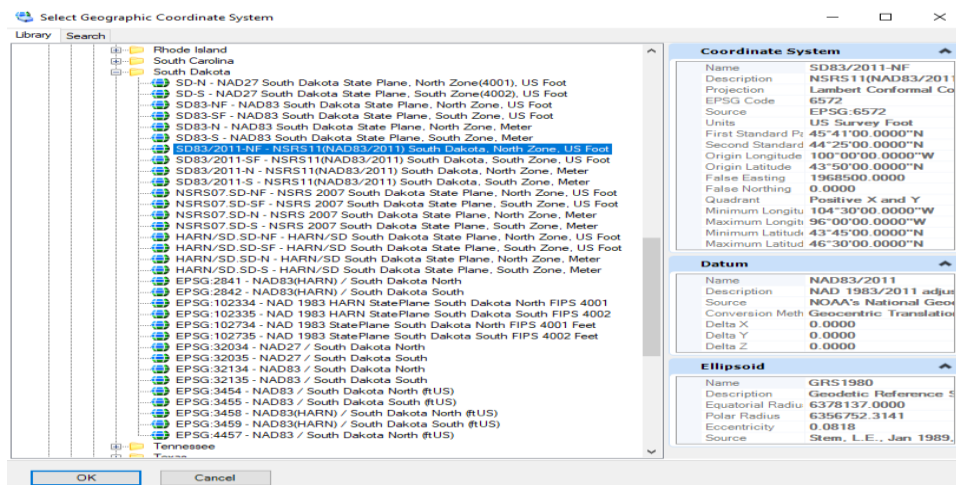 Select Geographic Coordinate System
Library Search
Rhode Island
South Carolina
South Dakota
SD-N - NAD27 South Dakota State Plane, North Zone(4001), US Foot
SD-S - NAD27 South Dakota State Plane, South Zone(4002), US Foot
SD83-NF - NAD83 South Dakota State Plane, North Zone, US Foot
SD83-SF - NAD83 South Dakota State Plane, South Zone, US Foot
SD83-N - NAD83 South Dakota State Plane, North Zone, Meter
SD83-S - NAD83 South Dakota State Plane, South Zone, Meter
SD83/2011-NF - NSRS11(NAD83/2011) South Dakota, North Zone, US Foot
SD83/2011-SF - NSRS11(NAD83/2011) South Dakota, South Zone, US Foot
SD83/2011-N - NSRS11(NAD83/2011) South Dakota, North Zone, Meter
SD83/2011-S - NSRS11(NAD83/2011) South Dakota, South Zone, Meter
NSRS07.SD-NF - NSRS 2007 South Dakota State Plane, North Zone, US Foot
NSRS07.SD-SF - NSRS 2007 South Dakota State Plane, South Zone, US Foot
NSRS07.SD-N - NSRS 2007 South Dakota State Plane, North Zone, Meter
NSRS07.SD-S - NSRS 2007 South Dakota State Plane, South Zone, Meter
HARN/SD.SD-NF - HARN/SD South Dakota State Plane, North Zone, US Foot
HARN/SD.SD-SF - HARN/SD South Dakota State Plane, South Zone, US Foot
HARN/SD.SD-N - HARN/SD South Dakota State Plane, North Zone, Meter
HARN/SD.SD-S - HARN/SD South Dakota State Plane, South Zone, Meter
EPSG:2841 - NAD83(HARN) / South Dakota North
EPSG:2842 - NAD83(HARN) / South Dakota South
EPSG:102334 - NAD 1983 HARN StatePlane South Dakota North FIPS 4001
EPSG:102335 - NAD 1983 HARN StatePlane South Dakota South FIPS 4002
EPSG:102734 - NAD 1983 StatePlane South Dakota North FIPS 4001 Feet
EPSG:102735 - NAD 1983 StatePlane South Dakota South FIPS 4002 Feet
EPSG:32034 - NAD27 / South Dakota North
EPSG:32035 - NAD27 / South Dakota South
EPSG:32134 - NAD83 / South Dakota North
EPSG:32135 - NAD83 / South Dakota South
EPSG:3454 - NAD83 / South Dakota North (ftUS)
EPSG:3455 - NAD83 / South Dakota South (ftUS)
EPSG:3458 - NAD83(HARN) / South Dakota North (ftUS)
EPSG:3459 - NAD83(HARN) / South Dakota South (ftUS)
EPSG:4457 - NAD83 / South Dakota North (ftUS)
Tennessee
Texas
OK Cancel
Coordinate System
Name SD83/2011-NF
Description NSRS11(NAD83/2011
Projection Lambert Conformal Co
EPSG Code 6572
Source EPSG:6572
Units US Survey Foot
First Standard Pa 45°41'00.0000"N
Second Standard 44°25'00.0000"N
Origin Longitude 100°00'00.0000"W
Origin Latitude 43°50'00.0000"N
False Easting 1968500.0000
False Northing 0.0000
Quadrant Positive X and Y
Minimum Longitu 104°30'00.0000"W
Maximum Longit 96°00'00.0000"W
Minimum Latitud 43°45'00.0000"N
Maximum Latitud 46°30'00.0000"N
Datum
Name NAD83/2011
Description NAD 1983/2011 adjus
Source NOAA's National Geo
Conversion Meth Geocentric Translatio
Delta X 0.0000
Delta Y 0.0000
Delta Z 0.0000
Ellipsoid
Name GRS1980
Description Geodetic Reference S
Equatorial Radiu 6378137.0000
Polar Radius 6356752.3141
Eccentricity 0.0818
Source Stem, L.E., Jan 1989,